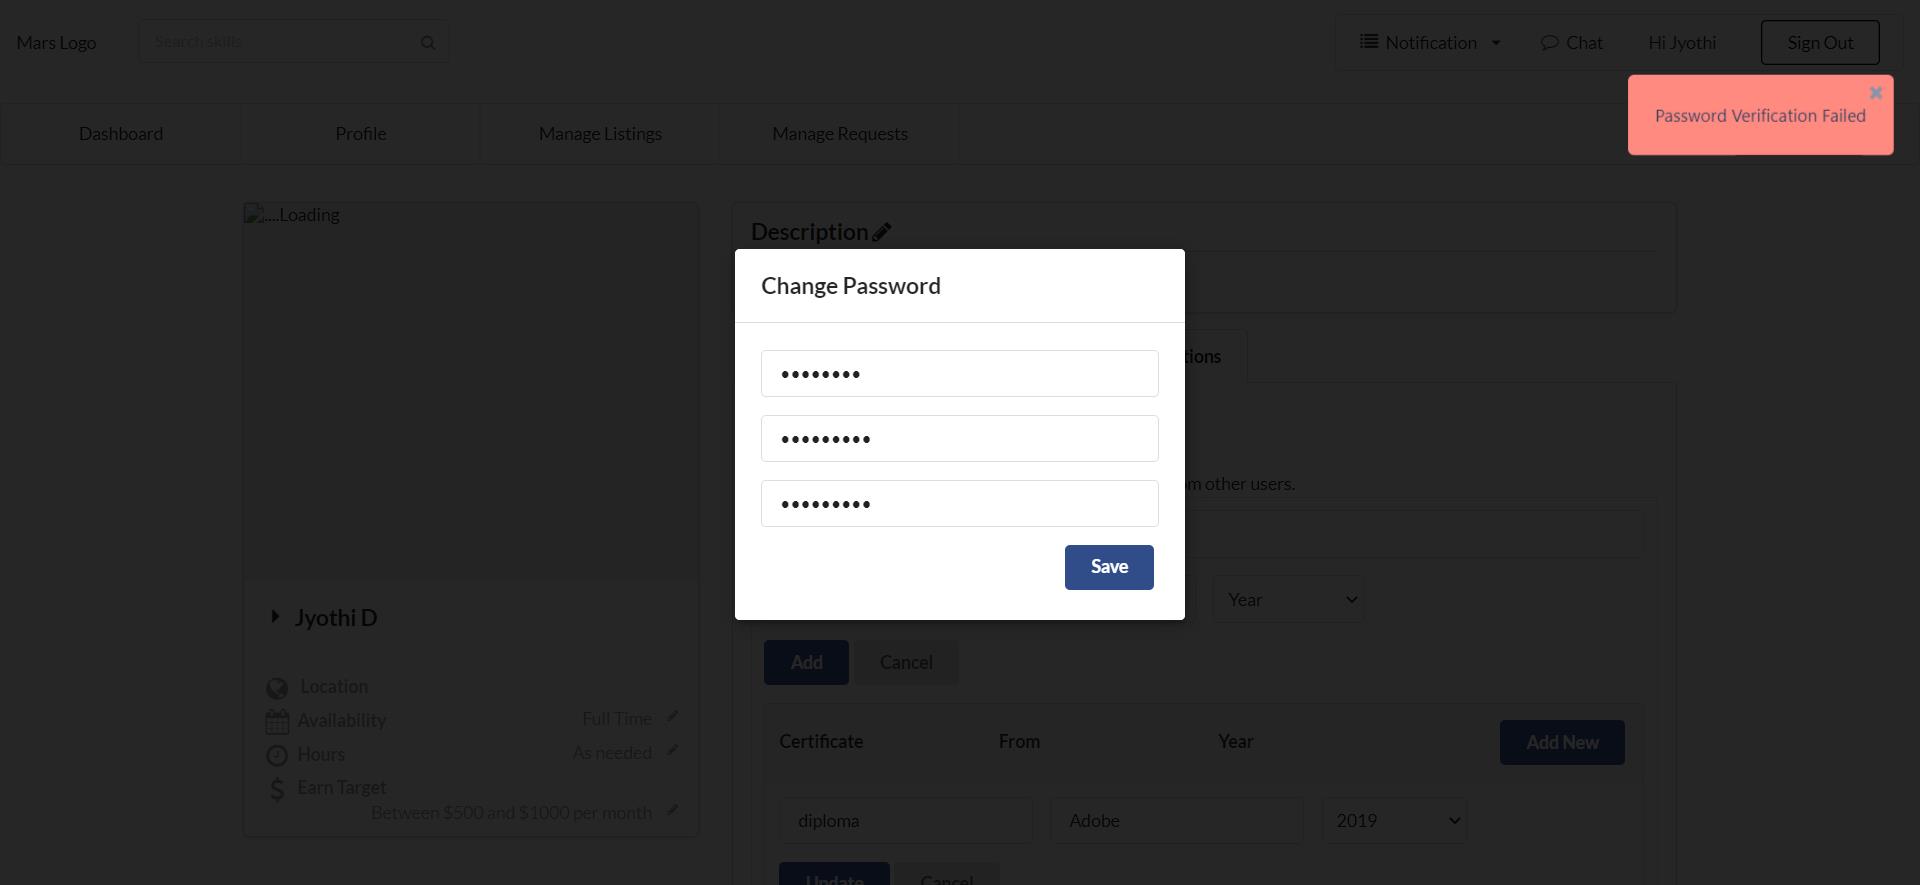 Mars Logo
Search skills
Notification
Chat
Hi Jyothi
Sign Out
Password Verification Failed
Dashboard
Profile
Manage Listings
Manage Requests
....Loading
Description
Change Password
••••••••
•••••••••
•••••••••
Save
tions
m other users.
Year
Add
Cancel
Jyothi D
Location
Availability
Full Time
Hours
As needed
Earn Target
Between $500 and $1000 per month
Certificate
From
Year
Add New
diploma
Adobe
2019
Update
Cancel